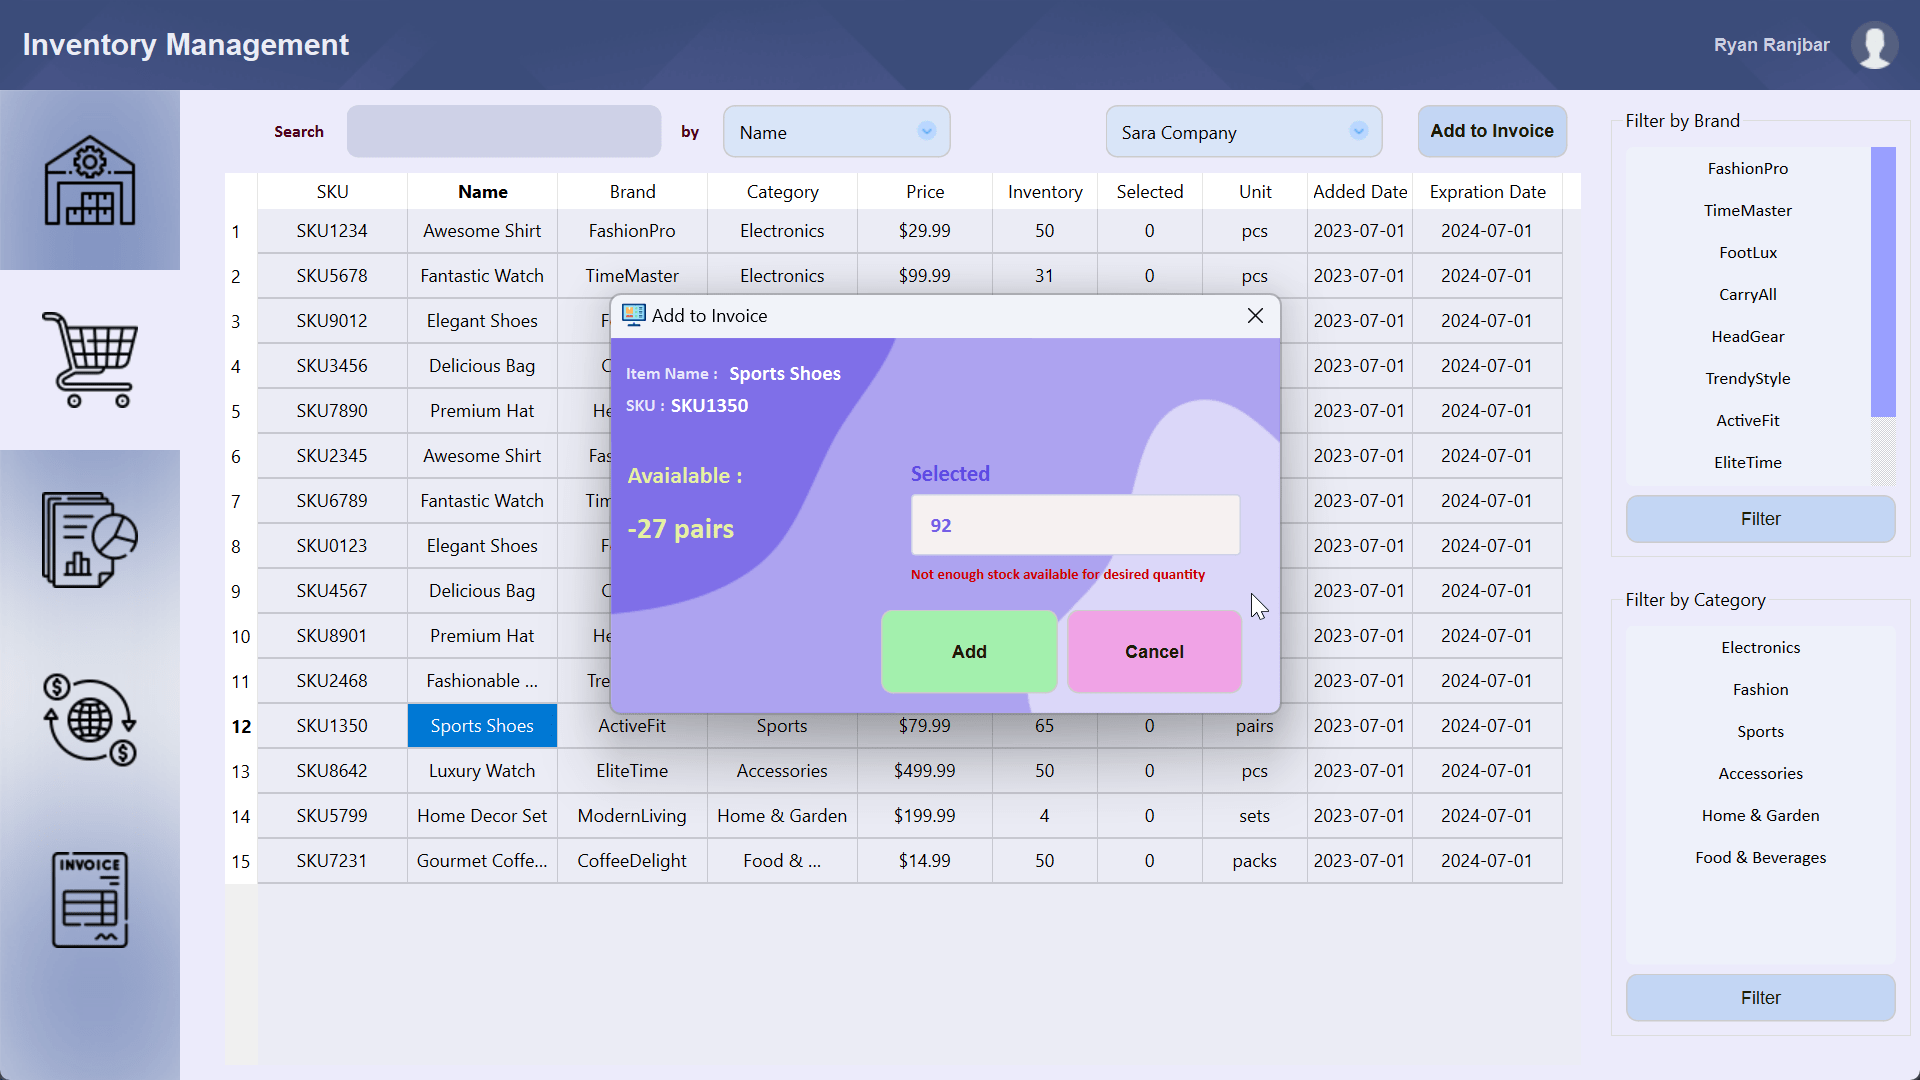 Inventory Management
Ryan Ranjbar
Search by Name Sara Company Add to Invoice
SKU Name Brand Category Price Inventory Selected Unit Added Date Expration Date
1 SKU1234 Awesome Shirt FashionPro Electronics $29.99 50 0 pcs 2023-07-01 2024-07-01
2 SKU5678 Fantastic Watch TimeMaster Electronics $99.99 31 0 pcs 2023-07-01 2024-07-01
3 SKU9012 Elegant Shoes 2023-07-01 2024-07-01
4 SKU3456 Delicious Bag 2023-07-01 2024-07-01
5 SKU7890 Premium Hat He 2023-07-01 2024-07-01
6 SKU2345 Awesome Shirt Fas 2023-07-01 2024-07-01
7 SKU6789 Fantastic Watch Tim 2023-07-01 2024-07-01
8 SKU0123 Elegant Shoes 2023-07-01 2024-07-01
9 SKU4567 Delicious Bag 2023-07-01 2024-07-01
10 SKU8901 Premium Hat He 2023-07-01 2024-07-01
11 SKU2468 Fashionable ... Tre 2023-07-01 2024-07-01
12 SKU1350 Sports Shoes ActiveFit Sports $79.99 65 0 pairs 2023-07-01 2024-07-01
13 SKU8642 Luxury Watch EliteTime Accessories $499.99 50 0 pcs 2023-07-01 2024-07-01
14 SKU5799 Home Decor Set ModernLiving Home & Garden $199.99 4 0 sets 2023-07-01 2024-07-01
15 SKU7231 Gourmet Coffe... CoffeeDelight Food & ... $14.99 50 0 packs 2023-07-01 2024-07-01
Add to Invoice
Item Name : Sports Shoes
SKU : SKU1350
Avaialable :
-27 pairs
Selected
92
Not enough stock available for desired quantity
Add
Cancel
Filter by Brand
FashionPro
TimeMaster
FootLux
CarryAll
HeadGear
TrendyStyle
ActiveFit
EliteTime
Filter
Filter by Category
Electronics
Fashion
Sports
Accessories
Home & Garden
Food & Beverages
Filter
INVOICE